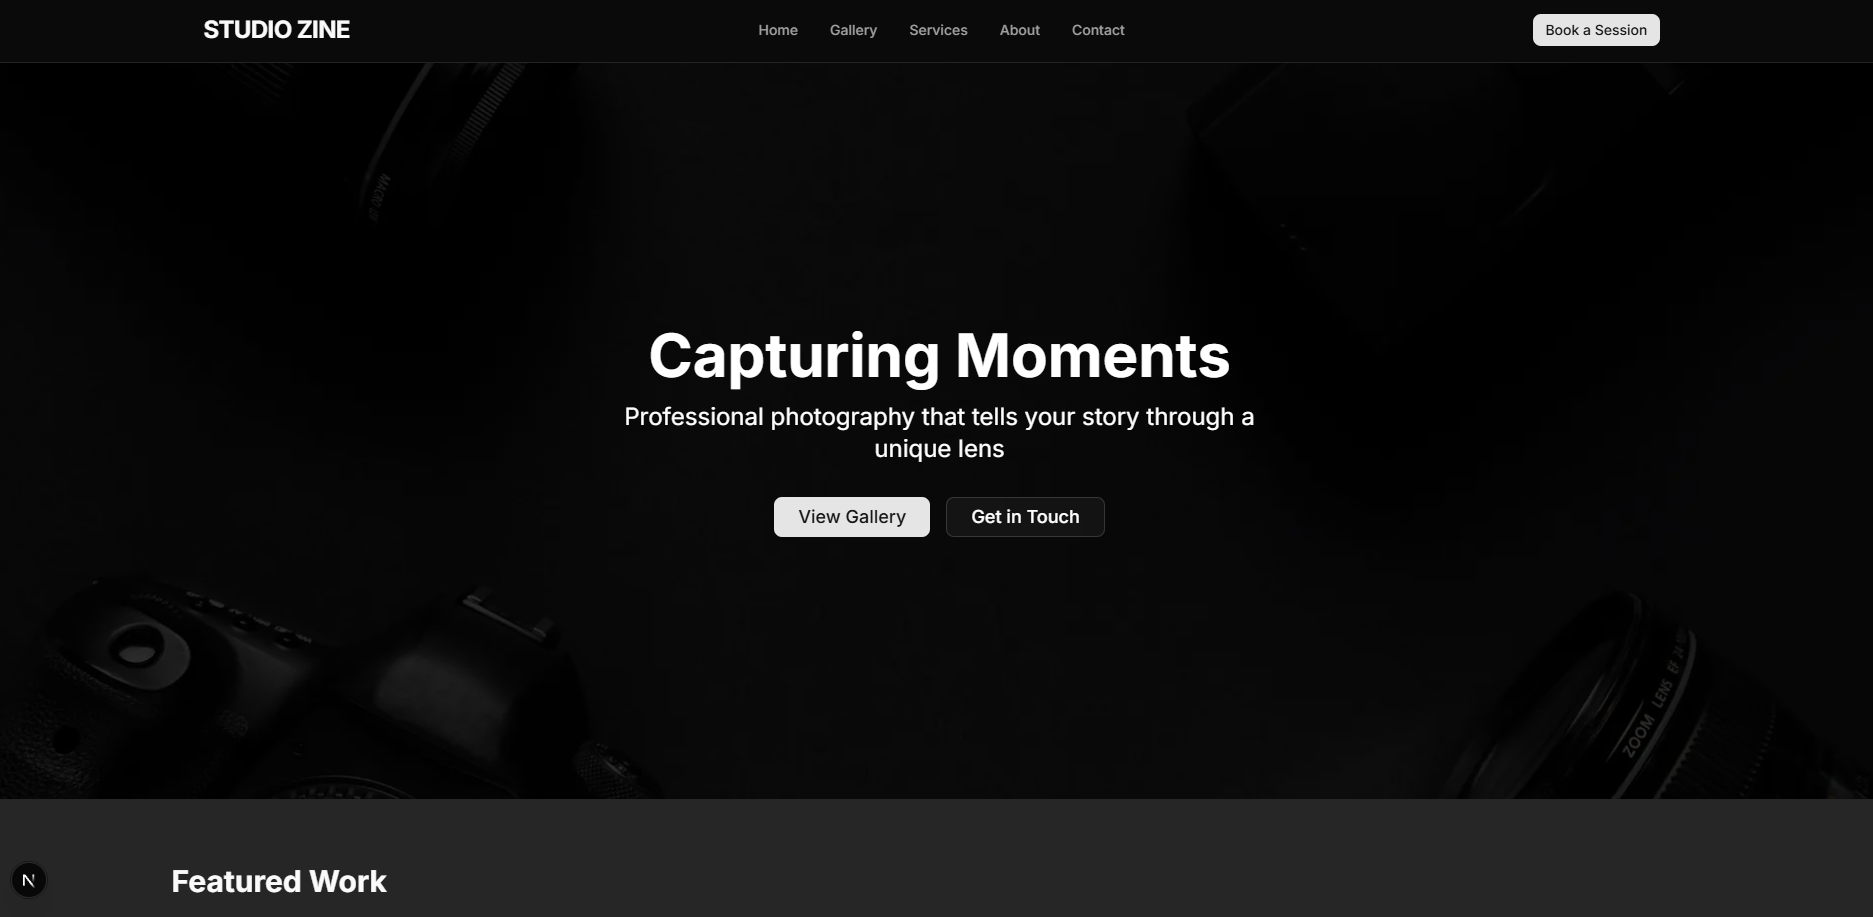 STUDIO ZINE
Home Gallery Services About Contact
Book a Session
MACRO
Capturing Moments
Professional photography that tells your story through a
unique lens
View Gallery Get in Touch
ZOOM LENS EF 24
Featured Work
N